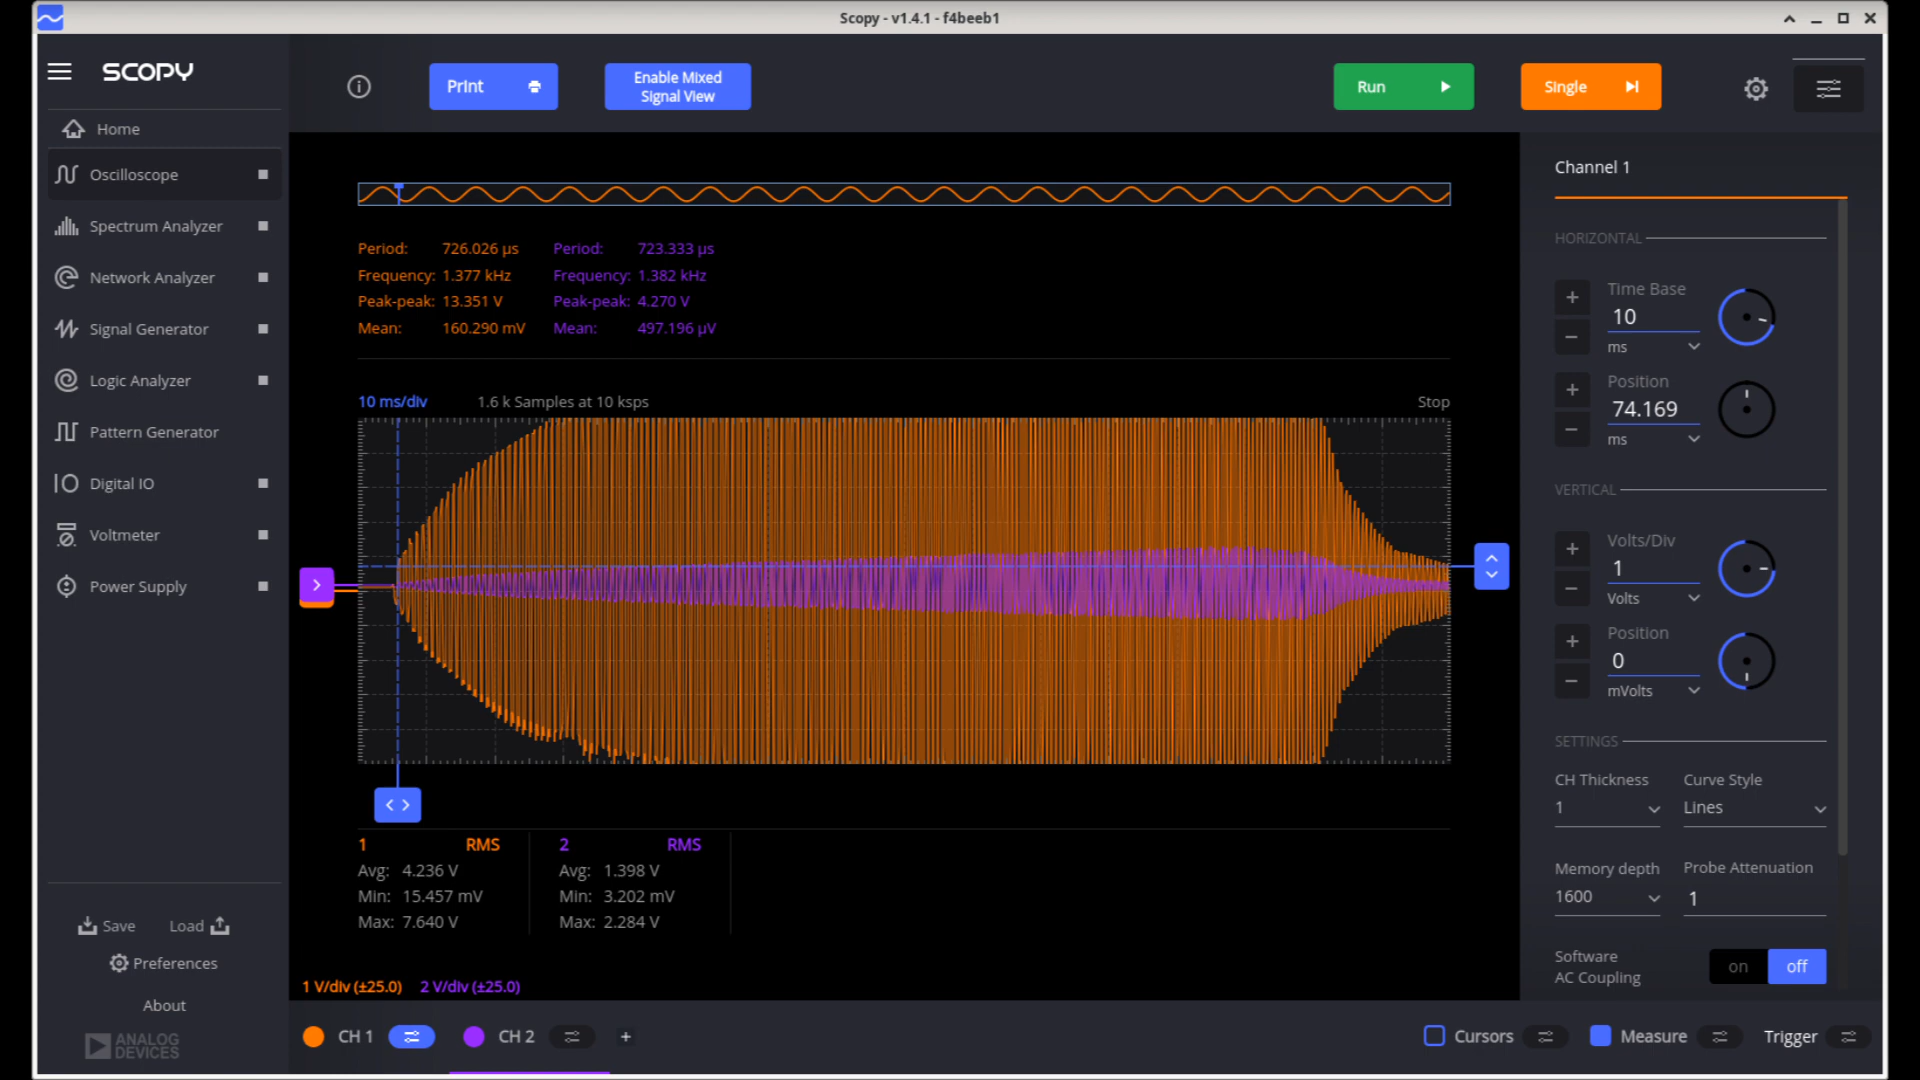 Scopy - v1.4.1 - f4beeb1
SCOPY
Print
Enable Mixed
Signal View
Run
Single
Home
Oscilloscope
Spectrum Analyzer
Network Analyzer
Signal Generator
Logic Analyzer
Pattern Generator
Digital IO
Voltmeter
Power Supply
Save Load
Preferences
About
ANALOG
DEVICES
Period: 726.026 µs Period: 723.333 µs
Frequency: 1.377 kHz Frequency: 1.382 kHz
Peak-peak: 13.351 V Peak-peak: 4.270 V
Mean: 160.290 mV Mean: 497.196 µV
10 ms/div 1.6 k Samples at 10 ksps Stop
1 RMS 2 RMS
Avg: 4.236 V Avg: 1.398 V
Min: 15.457 mV Min: 3.202 mV
Max: 7.640 V Max: 2.284 V
1 V/div (±25.0) 2 V/div (±25.0)
CH 1 CH 2 +
Cursors Measure Trigger
Channel 1
HORIZONTAL
Time Base
10
ms
Position
74.169
ms
VERTICAL
Volts/Div
1
Volts
Position
0
mVolts
SETTINGS
CH Thickness Curve Style
1 Lines
Memory depth Probe Attenuation
1600 1
Software
AC Coupling
on off